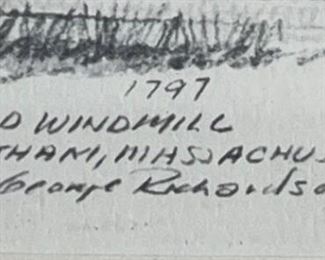 1797
D WINDMILL
THAM, MASSACHUS
George Richardso